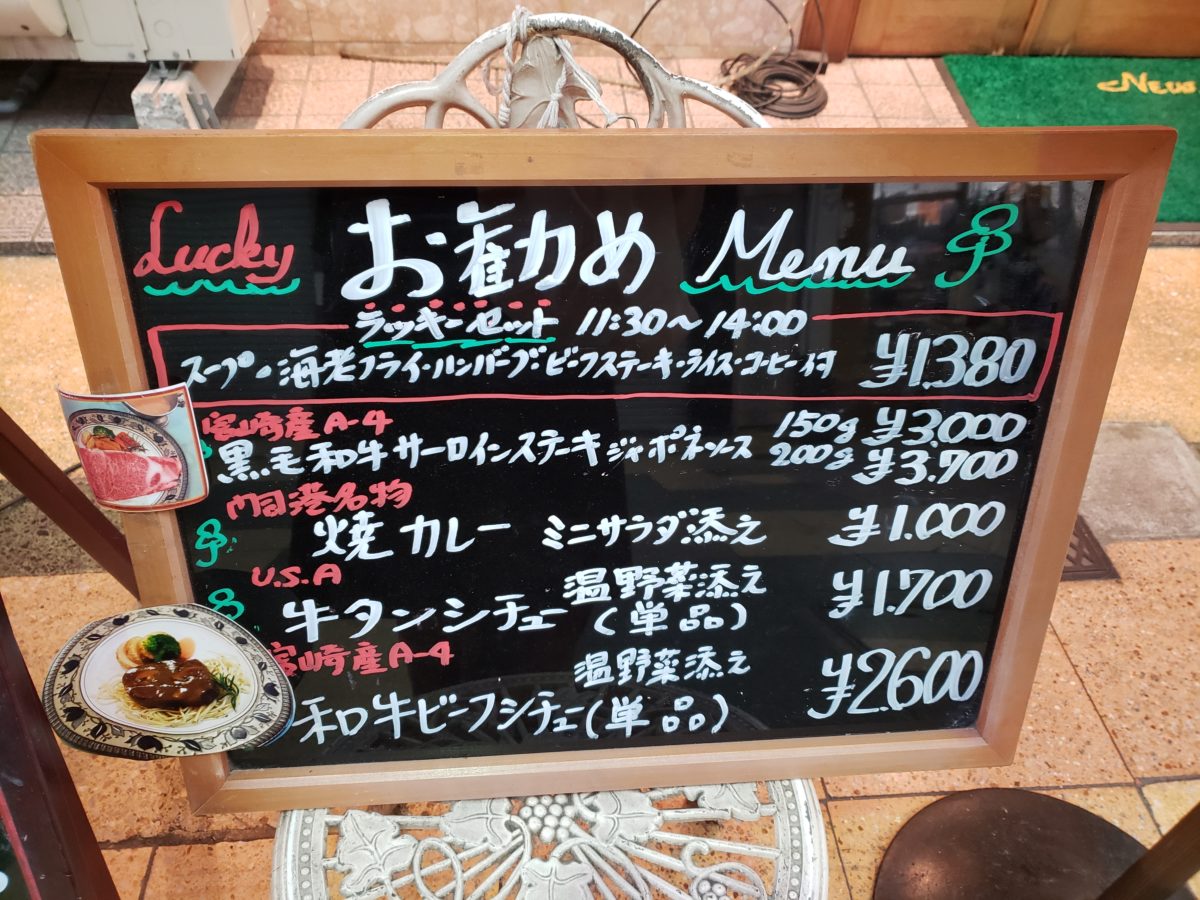 Neus
Lucky お勧め Menu
ラッキーセット 11:30～14:00
スープ・海老フライ・ハンバーグ・ビーフステーキ・ライス・コーヒー付 ¥1.380
宮崎産A-4
黒毛和牛サーロインステーキ ジャポネソース 150g ¥3.000
200g ¥3.700
門司港名物
焼カレー ミニサラダ添え ¥1.000
U.S.A
牛タンシチュー 温野菜添え (単品) ¥1.700
宮崎産A-4
和牛ビーフシチュー 温野菜添え (単品) ¥2.600